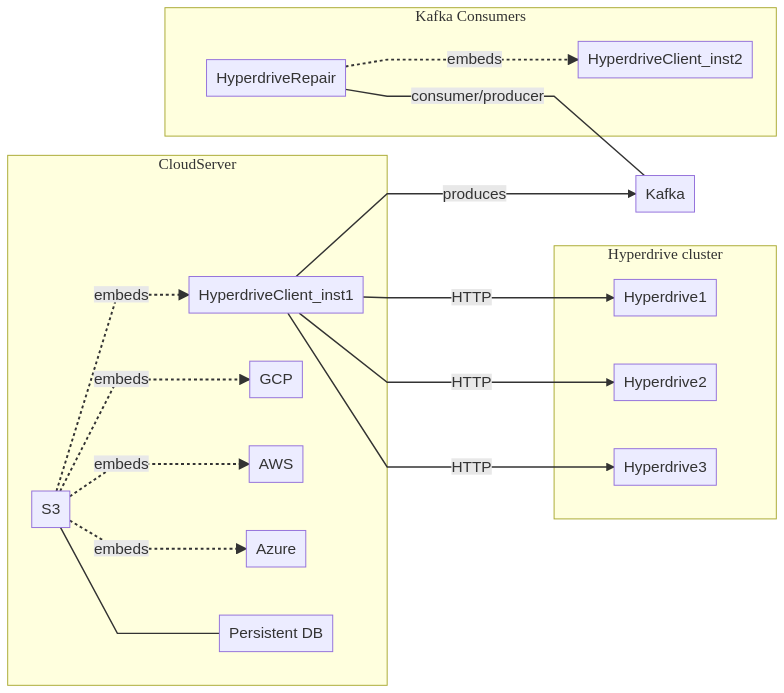 Kafka Consumers
HyperdriveRepair
embeds
HyperdriveClient_inst2
consumer/producer
CloudServer
produces
Kafka
Hyperdrive cluster
embeds
HyperdriveClient_inst1
HTTP
Hyperdrive1
embeds
GCP
HTTP
Hyperdrive2
embeds
AWS
HTTP
Hyperdrive3
S3
embeds
Azure
Persistent DB